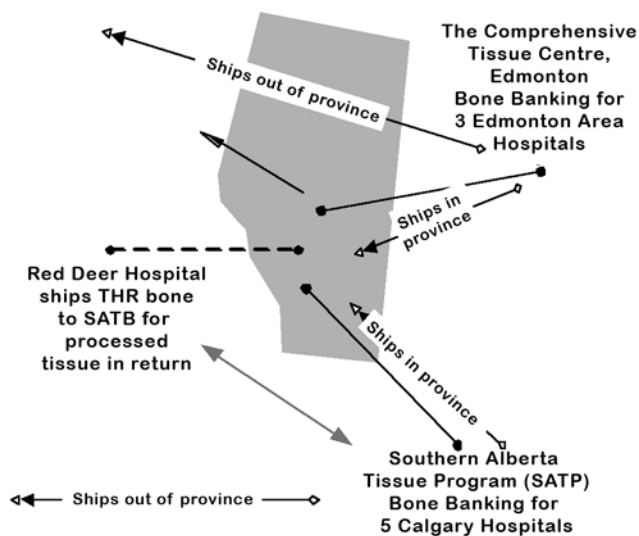 The Comprehensive
Tissue Centre,
Edmonton
Bone Banking for
3 Edmonton Area
Hospitals
Ships out of province
Ships in
province
Red Deer Hospital
ships THR bone
to SATB for
processed
tissue in return
Ships in province
Southern Alberta
Tissue Program (SATP)
Bone Banking for
5 Calgary Hospitals
Ships out of province